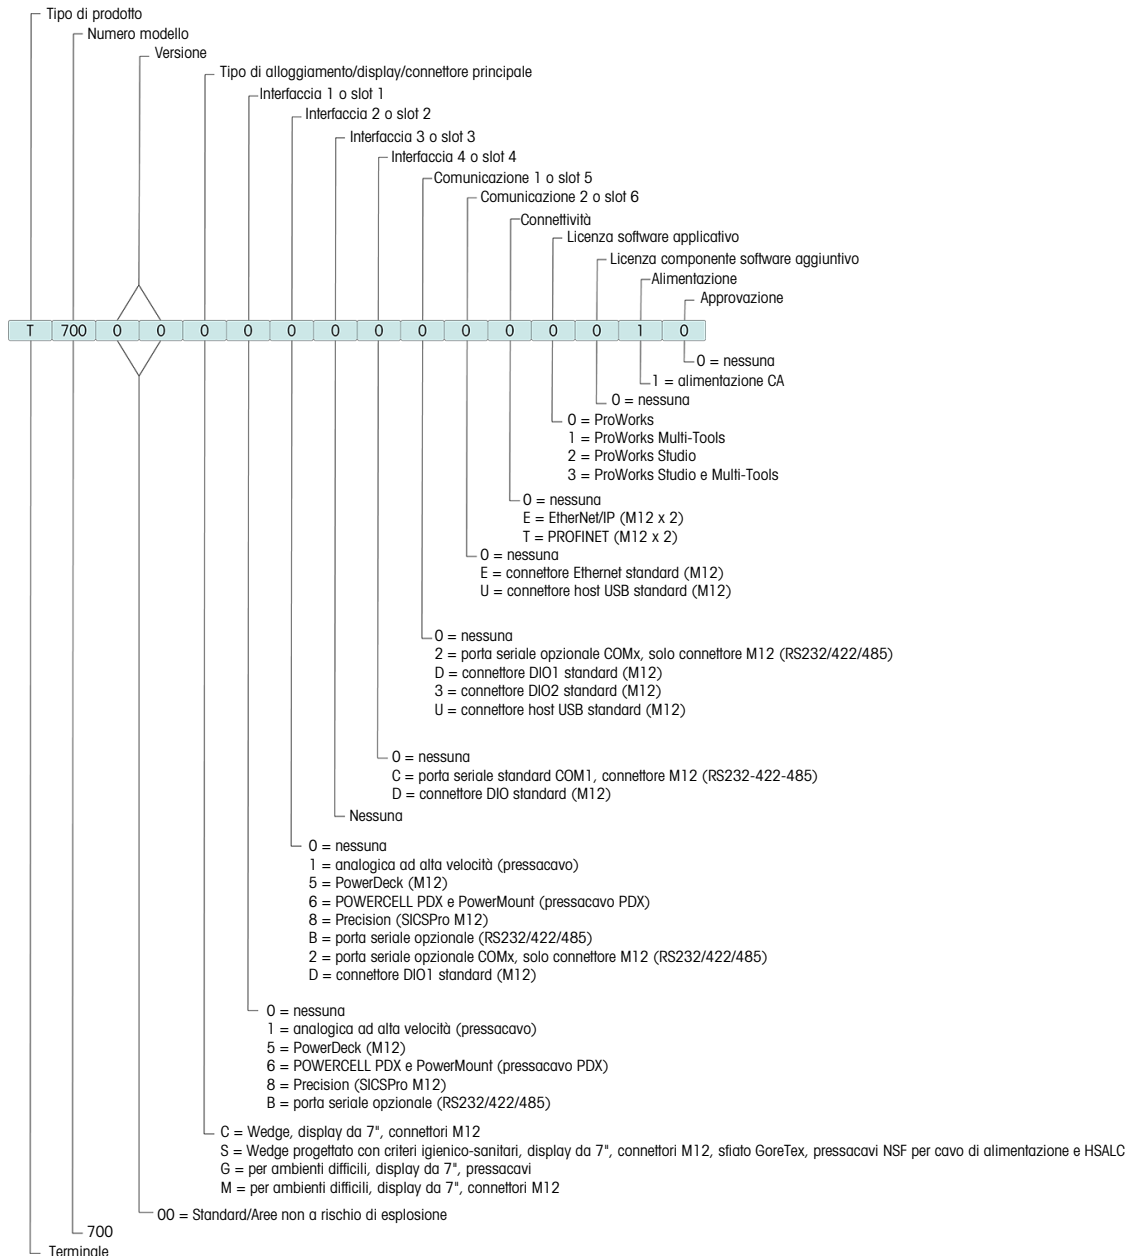 Tipo di prodotto
Numero modello
Versione
Tipo di alloggiamento/display/connettore principale
Interfaccia 1 o slot 1
Interfaccia 2 o slot 2
Interfaccia 3 o slot 3
Interfaccia 4 o slot 4
Comunicazione 1 o slot 5
Comunicazione 2 o slot 6
Connettività
Licenza software applicativo
Licenza componente software aggiuntivo
Alimentazione
Approvazione
T 700 0 0 0 0 0 0 0 0 0 0 0 0 1 0
0 = nessuna
1 = alimentazione CA
0 = nessuna
0 = ProWorks
1 = ProWorks Multi-Tools
2 = ProWorks Studio
3 = ProWorks Studio e Multi-Tools
0 = nessuna
E = EtherNet/IP (M12 x 2)
T = PROFINET (M12 x 2)
0 = nessuna
E = connettore Ethernet standard (M12)
U = connettore host USB standard (M12)
0 = nessuna
2 = porta seriale opzionale COMx, solo connettore M12 (RS232/422/485)
D = connettore DIO1 standard (M12)
3 = connettore DIO2 standard (M12)
U = connettore host USB standard (M12)
0 = nessuna
C = porta seriale standard COM1, connettore M12 (RS232-422-485)
D = connettore DIO standard (M12)
Nessuna
0 = nessuna
1 = analogica ad alta velocità (pressacavo)
5 = PowerDeck (M12)
6 = POWERCELL PDX e PowerMount (pressacavo PDX)
8 = Precision (SICSPro M12)
B = porta seriale opzionale (RS232/422/485)
2 = porta seriale opzionale COMx, solo connettore M12 (RS232/422/485)
D = connettore DIO1 standard (M12)
0 = nessuna
1 = analogica ad alta velocità (pressacavo)
5 = PowerDeck (M12)
6 = POWERCELL PDX e PowerMount (pressacavo PDX)
8 = Precision (SICSPro M12)
B = porta seriale opzionale (RS232/422/485)
C = Wedge, display da 7", connettori M12
S = Wedge progettato con criteri igienico-sanitari, display da 7", connettori M12, sfiato GoreTex, pressacavi NSF per cavo di alimentazione e HSALC
G = per ambienti difficili, display da 7", pressacavi
M = per ambienti difficili, display da 7", connettori M12
00 = Standard/Aree non a rischio di esplosione
700
Terminale